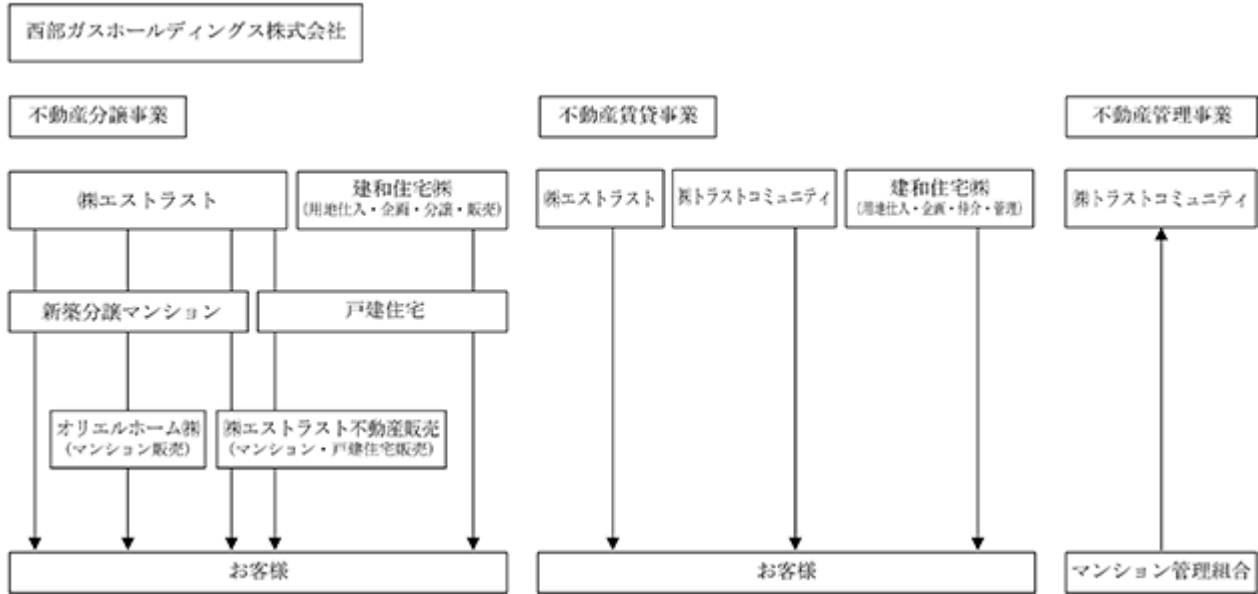 西部ガスホールディングス株式会社
不動産分譲事業
不動産賃貸事業
不動産管理事業
㈱エストラスト
建和住宅㈱
(用地仕入・企画・分譲・販売)
㈱エストラスト
㈱トラストコミュニティ
建和住宅㈱
(用地仕入・企画・仲介・管理)
㈱トラストコミュニティ
新築分譲マンション
戸建住宅
オリエルホーム㈱
(マンション販売)
㈱エストラスト不動産販売
(マンション・戸建住宅販売)
お客様
お客様
マンション管理組合